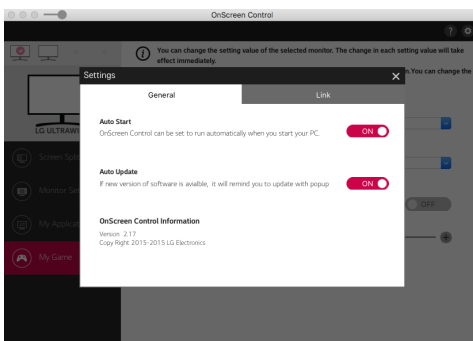 OnScreen Control
?
i
You can change the setting value of the selected monitor. The change in each setting value will take
effect immediately.
n.You can change the
Settings
General
Link
LG ULTRAWI
Auto Start
OnScreen Control can be set to run automatically when you start your PC.
ON
Screen Split
Auto Update
If new version of software is avialble, it will remind you to update with popup
ON
Monitor Set
OFF
My Applicat
OnScreen Control Information
Version 2.17
Copy Right 2015-2015 LG Electronics
My Game